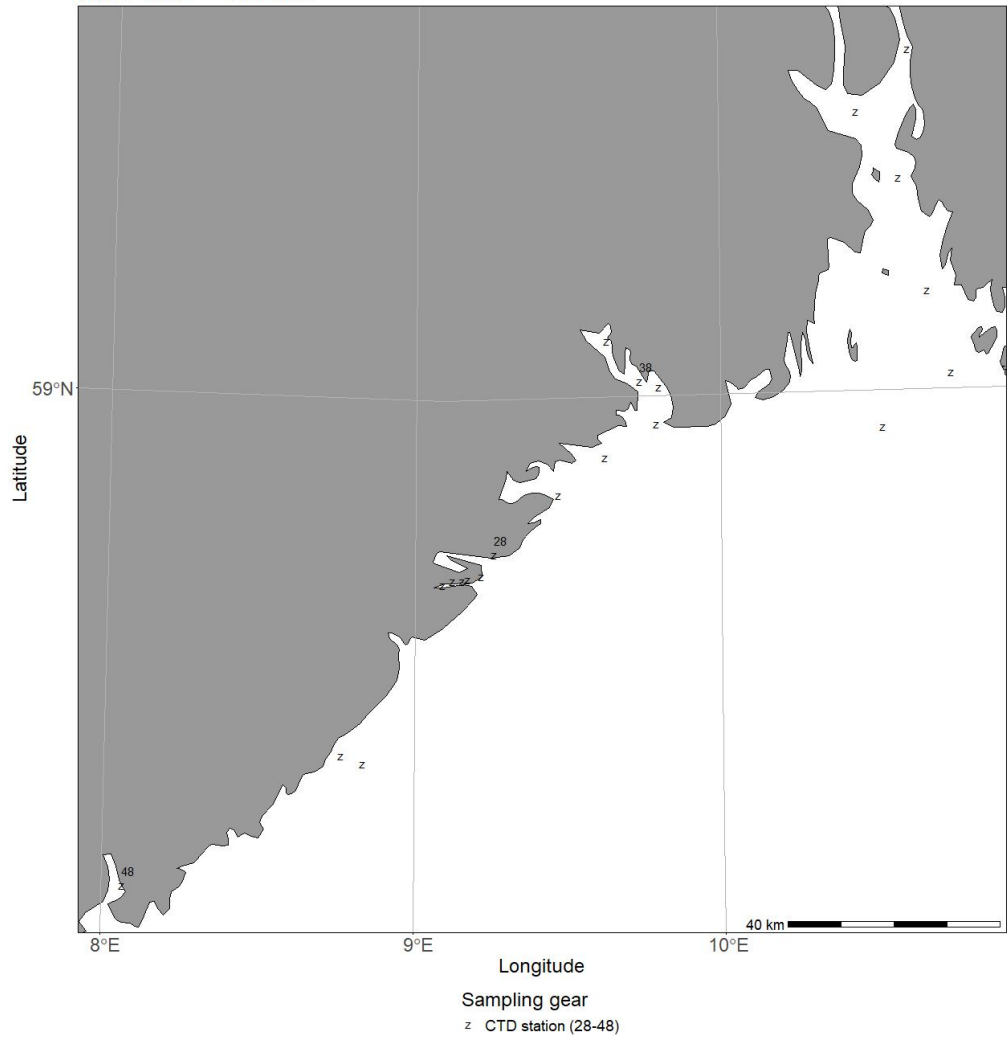 z
z
z
z
z
38
z
z z
59°N
z z
z
z
28
z
z z z z z
z z
48
z
40 km
8°E 9°E 10°E
Latitude
Longitude
Sampling gear
z CTD station (28-48)